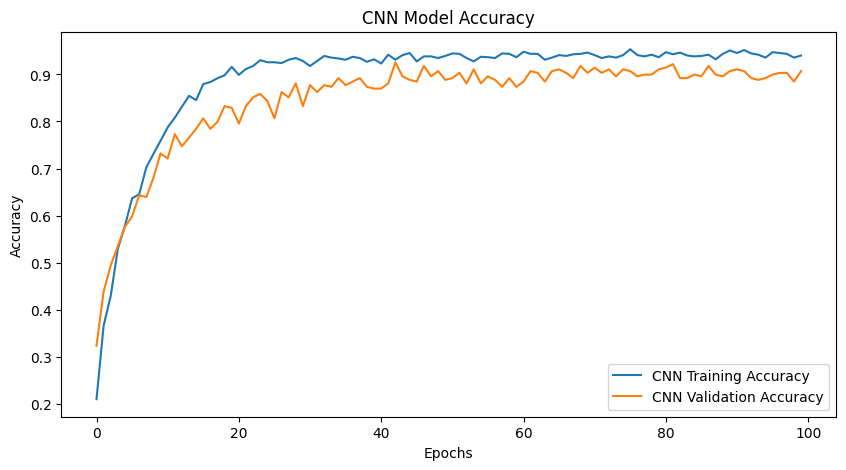 CNN Model Accuracy
Accuracy
0.9
0.8
0.7
0.6
0.5
0.4
0.3
0.2
CNN Training Accuracy
CNN Validation Accuracy
0
20
40
60
80
100
Epochs